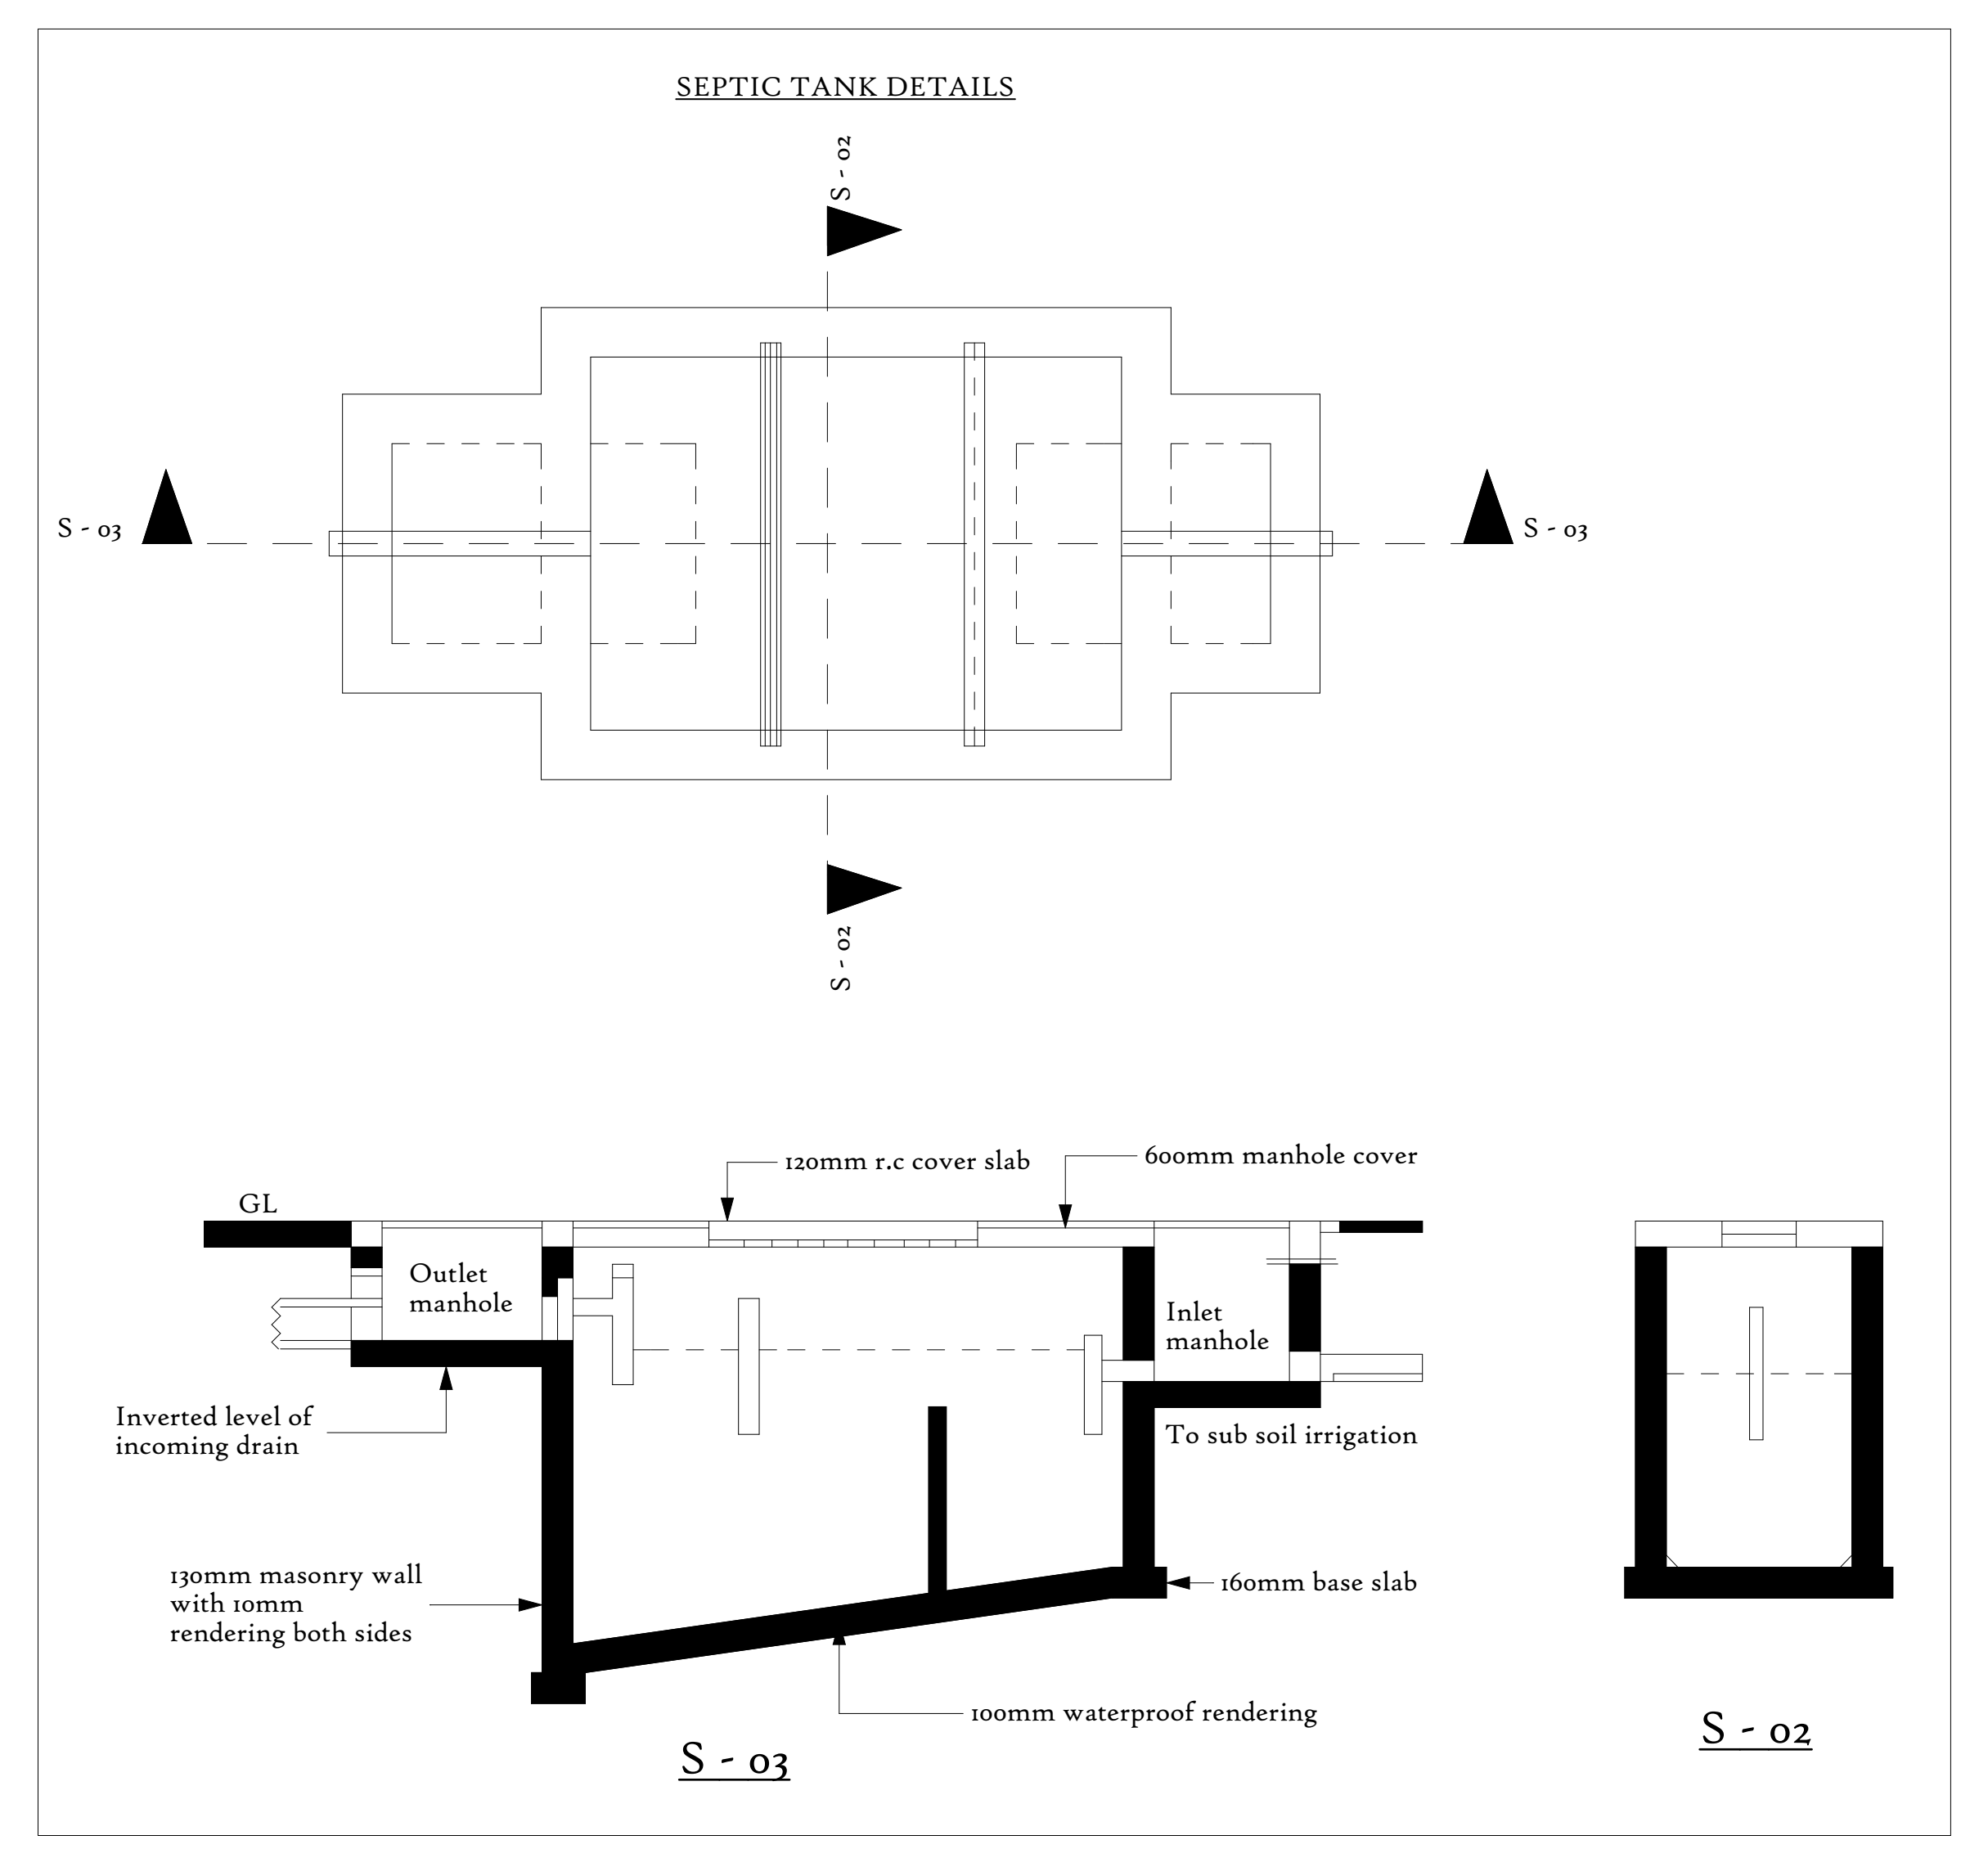 SEPTIC TANK DETAILS
S - 02
S - 03
S - 03
S - 02
120mm r.c cover slab
600mm manhole cover
GL
Outlet
manhole
Inlet
manhole
Inverted level of
incoming drain
To sub soil irrigation
130mm masonry wall
with 10mm
rendering both sides
160mm base slab
100mm waterproof rendering
S - 03
S - 02